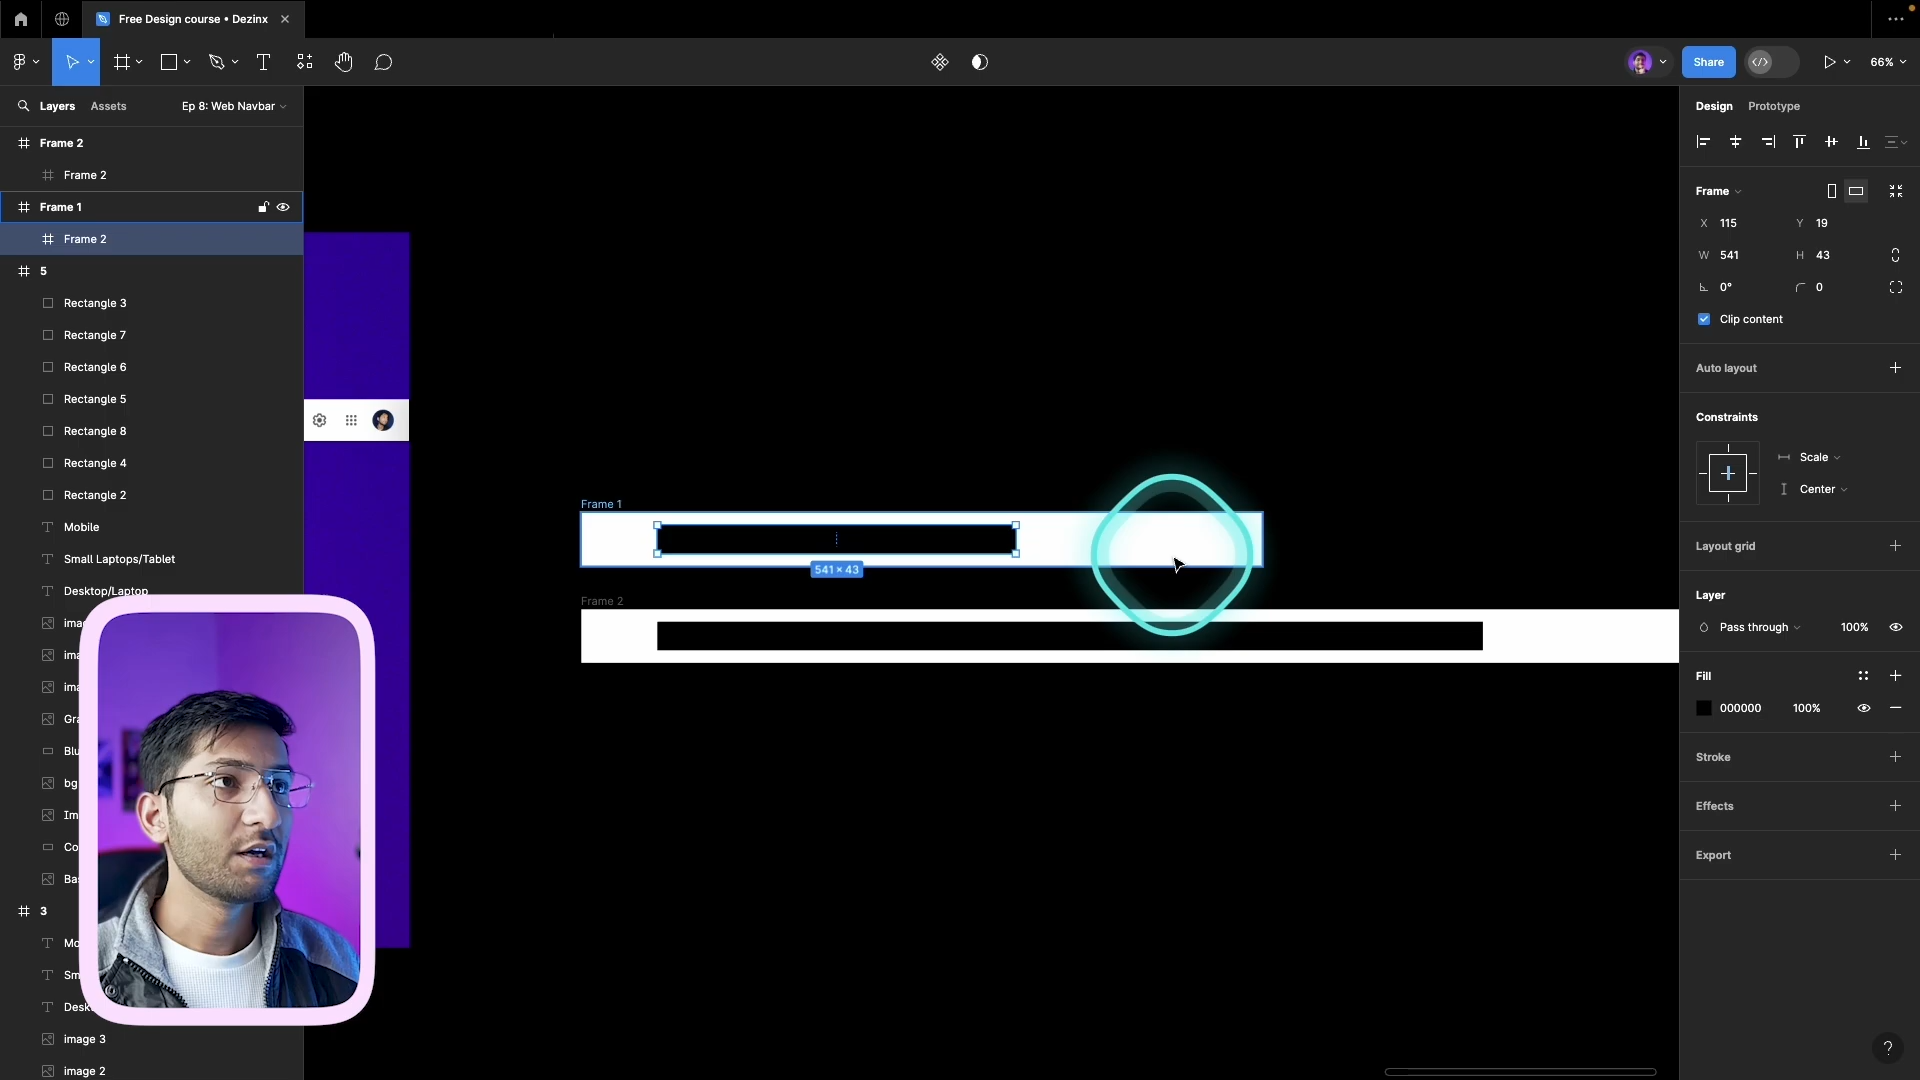 Free Design course • Dezinx
Share
66%
Layers
Assets
Ep 8: Web Navbar
Frame 2
Frame 2
Frame 1
Frame 2
5
Rectangle 3
Rectangle 7
Rectangle 6
Rectangle 5
Rectangle 8
Rectangle 4
Rectangle 2
Mobile
Small Laptops/Tablet
Desktop/Laptop
ima
ima
ima
Gra
Blu
bg
Im
Co
Bas
3
Mo
Sm
Desk
image 3
image 2
Frame 1
541 × 43
Frame 2
Design
Prototype
Frame
X 115
Y 19
W 541
H 43
0°
0
Clip content
Auto layout
Constraints
Scale
Center
Layout grid
Layer
Pass through
100%
Fill
000000
100%
Stroke
Effects
Export
?